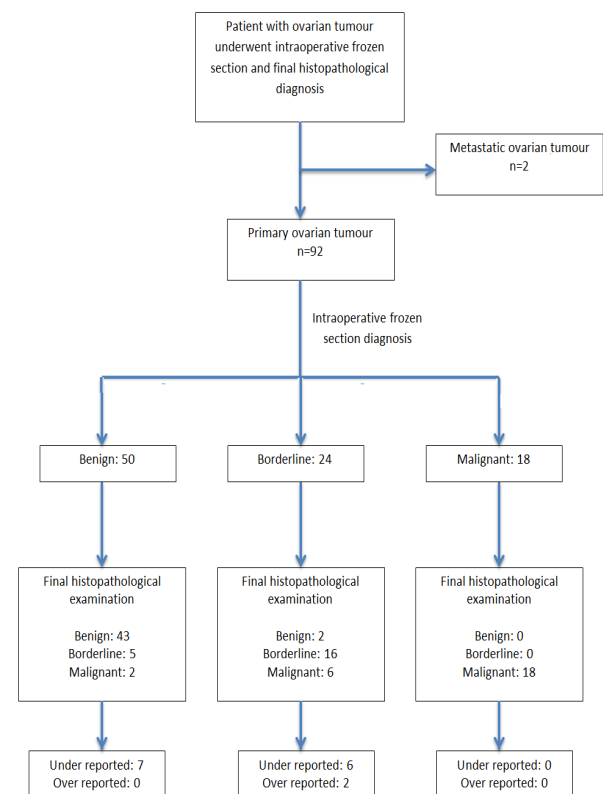 Patient with ovarian tumour
underwent intraoperative frozen
section and final histopathological
diagnosis
Metastatic ovarian tumour
n=2
Primary ovarian tumour
n=92
Intraoperative frozen
section diagnosis
Benign: 50
Borderline: 24
Malignant: 18
Final histopathological
examination
Benign: 43
Borderline: 5
Malignant: 2
Final histopathological
examination
Benign: 2
Borderline: 16
Malignant: 6
Final histopathological
examination
Benign: 0
Borderline: 0
Malignant: 18
Under reported: 7
Over reported: 0
Under reported: 6
Over reported: 2
Under reported: 0
Over reported: 0